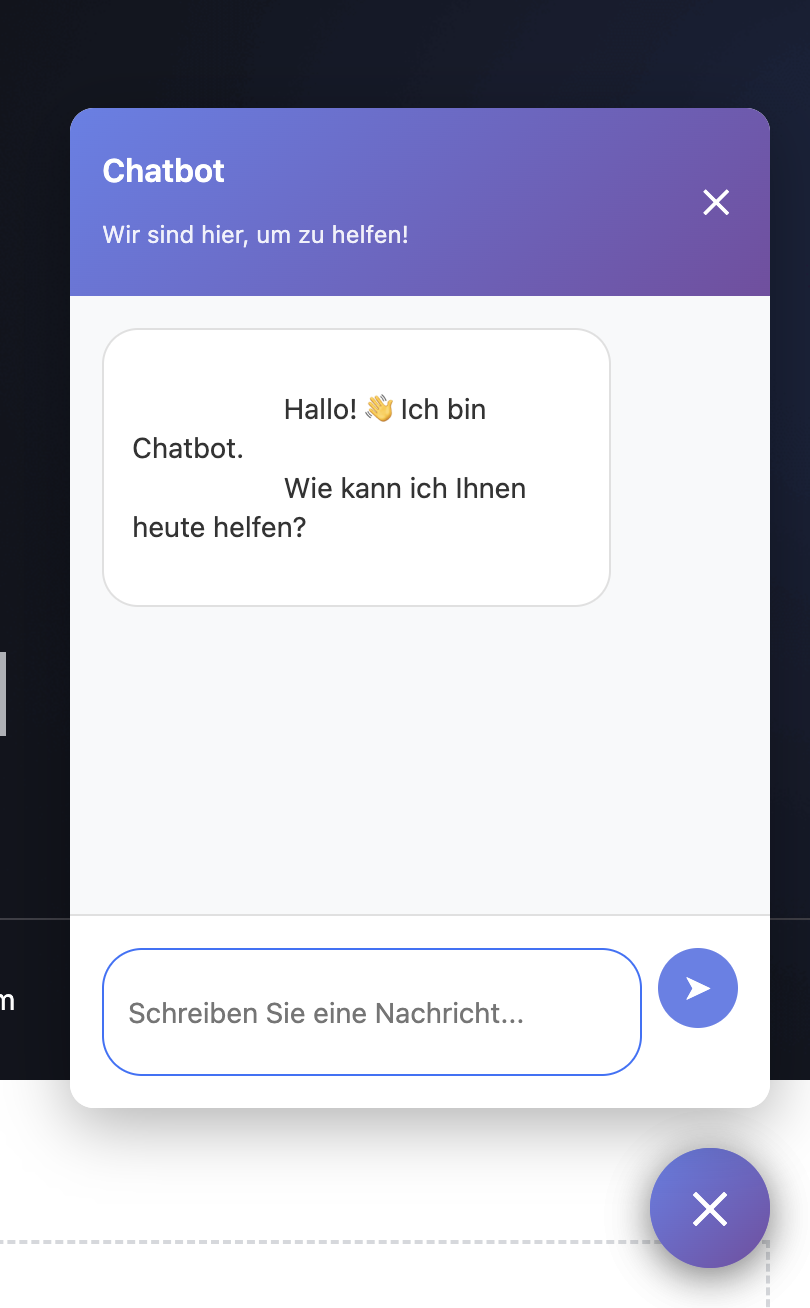 Chatbot
Wir sind hier, um zu helfen!
Hallo! 👋 Ich bin
Chatbot.
Wie kann ich Ihnen
heute helfen?
Schreiben Sie eine Nachricht...
m